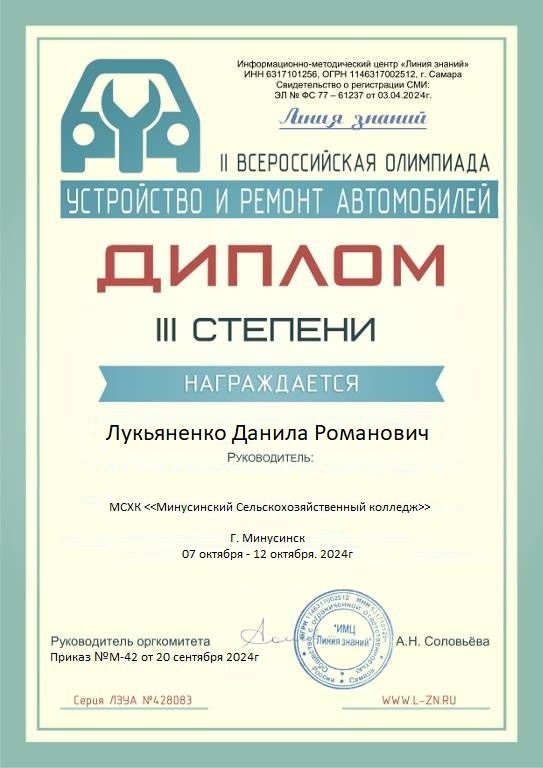 Информационно-методический центр «Линия знаний»
ИНН 6317101256, ОГРН 1146317002512, г. Самара
Свидетельство о регистрации СМИ:
ЭЛ № ФС 77 – 61237 от 03.04.2024г.
Линия знаний
II ВСЕРОССИЙСКАЯ ОЛИМПИАДА
УСТРОЙСТВО И РЕМОНТ АВТОМОБИЛЕЙ
ДИПЛОМ
III СТЕПЕНИ
НАГРАЖДАЕТСЯ
Лукьяненко Данила Романович
Руководитель:
МСХК <<Минусинский Сельскохозяйственный колледж>>
Г. Минусинск
07 октября - 12 октября. 2024г
Руководитель оргкомитета
А.Н. Соловьёва
Приказ №М-42 от 20 сентября 2024г
"ИМЦ
Линия знаний"
Серия ЛЗУА №428083
WWW.L-ZN.RU